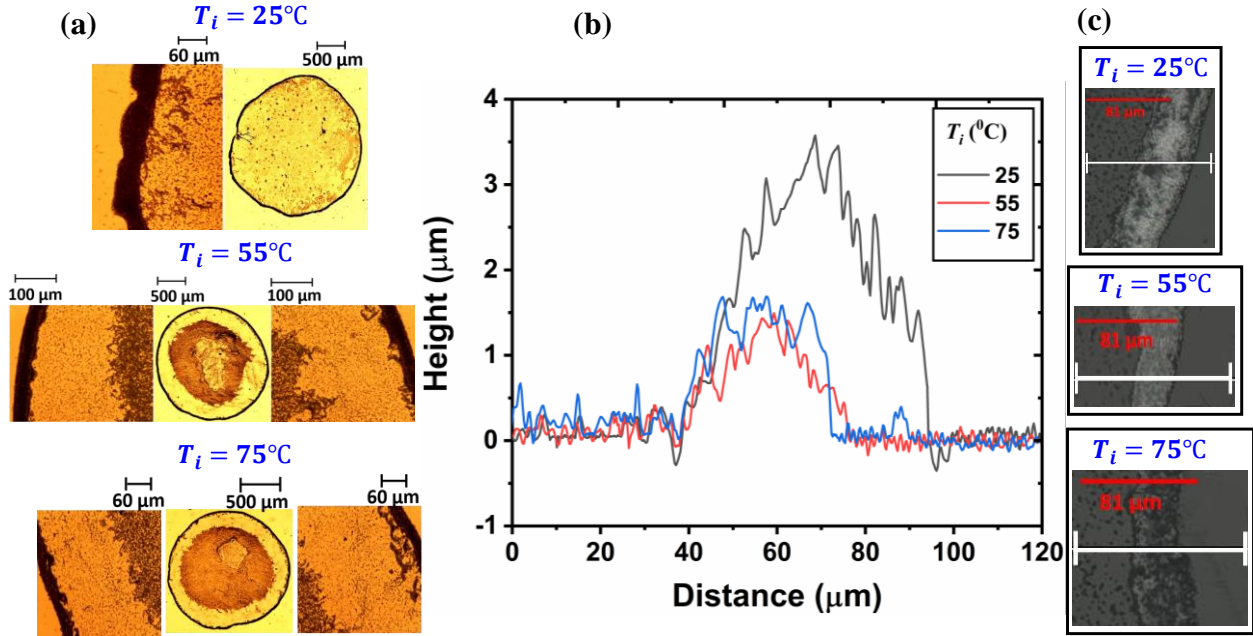 (a)
T_i = 25°C
60 μm
500 μm
T_i = 55°C
100 μm
500 μm
100 μm
T_i = 75°C
60 μm
500 μm
60 μm
(b)
4
3
2
1
0
-1
Height (μm)
0 20 40 60 80 100 120
Distance (μm)
T_i (⁰C)
25
55
75
(c)
T_i = 25°C
81 μm
T_i = 55°C
81 μm
T_i = 75°C
81 μm